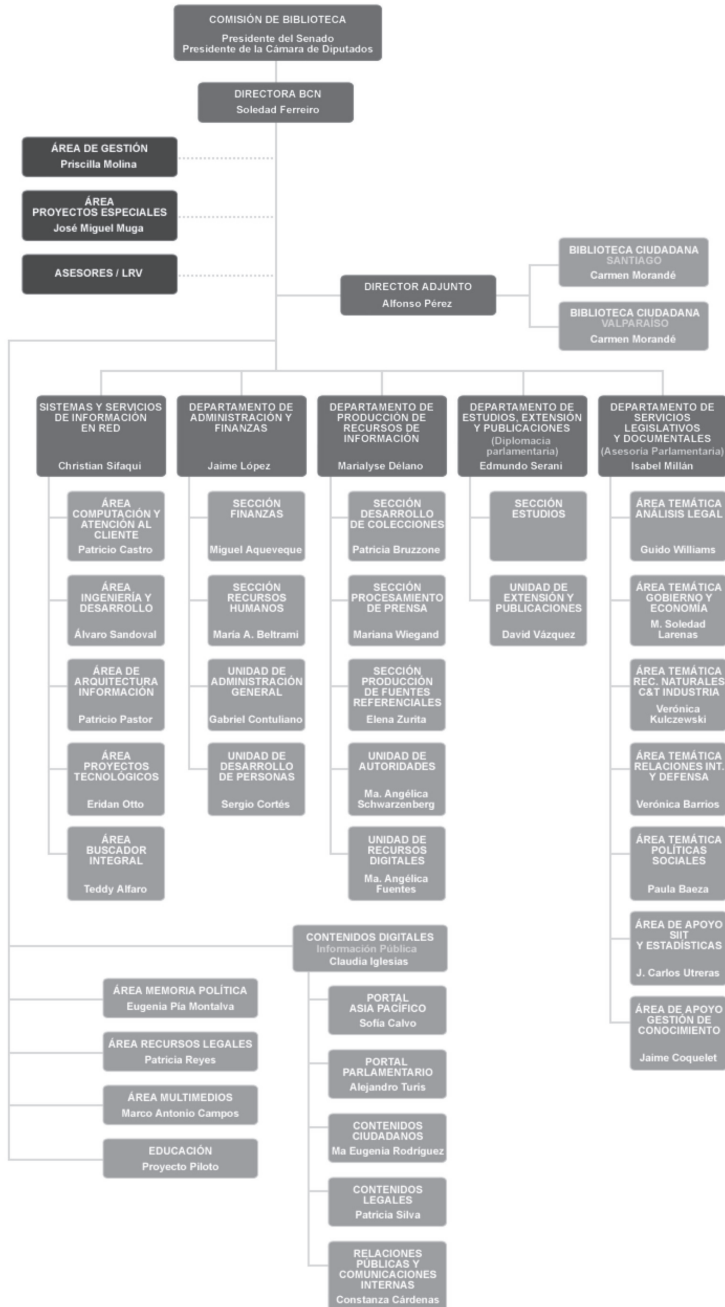 COMISIÓN DE BIBLIOTECA
Presidente del Senado
Presidente de la Cámara de Diputados
DIRECTORA BCN
Soledad Ferreiro
ÁREA DE GESTIÓN
Priscilla Molina
ÁREA
PROYECTOS ESPECIALES
José Miguel Muga
ASESORES / LRV
DIRECTOR ADJUNTO
Alfonso Pérez
BIBLIOTECA CIUDADANA
SANTIAGO
Carmen Morandé
BIBLIOTECA CIUDADANA
VALPARAÍSO
Carmen Morandé
SISTEMAS Y SERVICIOS
DE INFORMACIÓN
EN RED
Christian Sifaqui
ÁREA
COMPUTACIÓN Y
ATENCIÓN AL
CLIENTE
Patricio Castro
ÁREA
INGENIERÍA Y
DESARROLLO
Álvaro Sandoval
ÁREA DE
ARQUITECTURA
INFORMACIÓN
Patricio Pastor
ÁREA
PROYECTOS
TECNOLÓGICOS
Eridan Otto
ÁREA
BUSCADOR
INTEGRAL
Teddy Alfaro
DEPARTAMENTO DE
ADMINISTRACIÓN Y
FINANZAS
Jaime López
SECCIÓN
FINANZAS
Miguel Aqueveque
SECCIÓN
RECURSOS
HUMANOS
María A. Beltrami
UNIDAD DE
ADMINISTRACIÓN
GENERAL
Gabriel Contuliano
UNIDAD DE
DESARROLLO
DE PERSONAS
Sergio Cortés
DEPARTAMENTO DE
PRODUCCIÓN DE
RECURSOS DE
INFORMACIÓN
Marialyse Délano
SECCIÓN
DESARROLLO
DE COLECCIONES
Patricia Bruzzone
SECCIÓN
PROCESAMIENTO
DE PRENSA
Mariana Wiegand
SECCIÓN
PRODUCCIÓN
DE FUENTES
REFERENCIALES
Elena Zurita
UNIDAD DE
AUTORIDADES
Ma. Angélica
Schwarzenberg
UNIDAD DE
RECURSOS
DIGITALES
Ma. Angélica
Fuentes
DEPARTAMENTO DE
ESTUDIOS, EXTENSIÓN
Y PUBLICACIONES
(Diplomacia
parlamentaria)
Edmundo Serani
SECCIÓN
ESTUDIOS
UNIDAD DE
EXTENSIÓN Y
PUBLICACIONES
David Vázquez
DEPARTAMENTO DE
SERVICIOS
LEGISLATIVOS
Y DOCUMENTALES
(Asesoría Parlamentaria)
Isabel Millán
ÁREA TEMÁTICA
ANÁLISIS LEGAL
Guido Williams
ÁREA TEMÁTICA
GOBIERNO Y
ECONOMÍA
M. Soledad
Larenas
ÁREA TEMÁTICA
REC. NATURALES
C&T INDUSTRIA
Verónica
Kulczewski
ÁREA TEMÁTICA
RELACIONES INT.
Y DEFENSA
Verónica Barrios
ÁREA TEMÁTICA
POLÍTICAS
SOCIALES
Paula Baeza
ÁREA DE APOYO
SIIT
Y ESTADÍSTICAS
J. Carlos Utreras
ÁREA DE APOYO
GESTIÓN DE
CONOCIMIENTO
Jaime Coquelet
CONTENIDOS DIGITALES
Información Pública
Claudia Iglesias
ÁREA MEMORIA POLÍTICA
Eugenia Pía Montalva
ÁREA RECURSOS LEGALES
Patricia Reyes
ÁREA MULTIMEDIOS
Marco Antonio Campos
EDUCACIÓN
Proyecto Piloto
PORTAL
ASIA PACÍFICO
Sofía Calvo
PORTAL
PARLAMENTARIO
Alejandro Turis
CONTENIDOS
CIUDADANOS
Ma Eugenia Rodríguez
CONTENIDOS
LEGALES
Patricia Silva
RELACIONES
PÚBLICAS Y
COMUNICACIONES
INTERNAS
Constanza Cárdenas